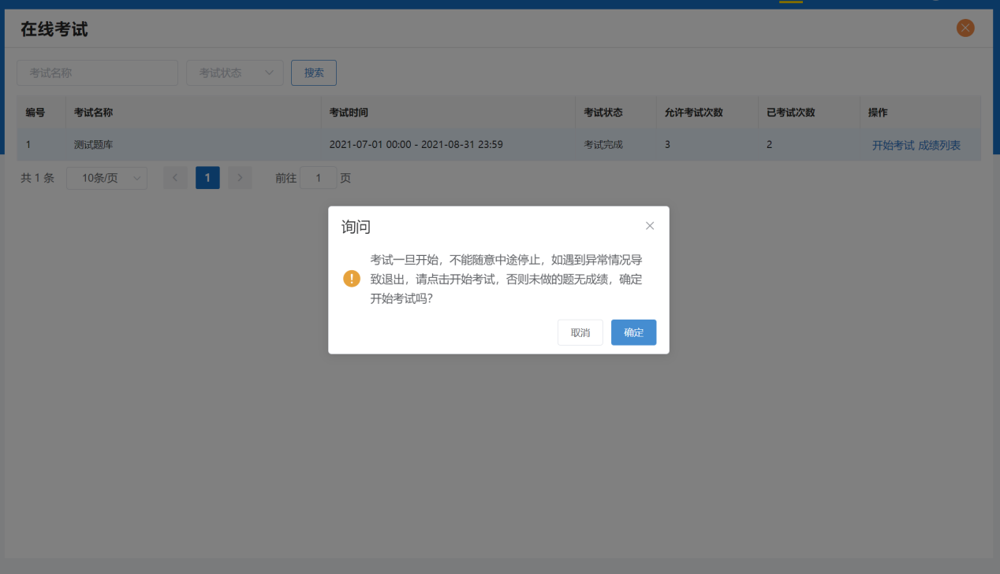 在线考试
考试名称 考试状态 搜索
编号 考试名称 考试时间 考试状态 允许考试次数 已考试次数 操作
1 测试题库 2021-07-01 00:00 - 2021-08-31 23:59 考试完成 3 2 开始考试 成绩列表
共 1 条 10条/页 1 前往 1 页
询问
考试一旦开始，不能随意中途停止，如遇到异常情况导
致退出，请点击开始考试，否则未做的题无成绩，确定
开始考试吗?
取消 确定